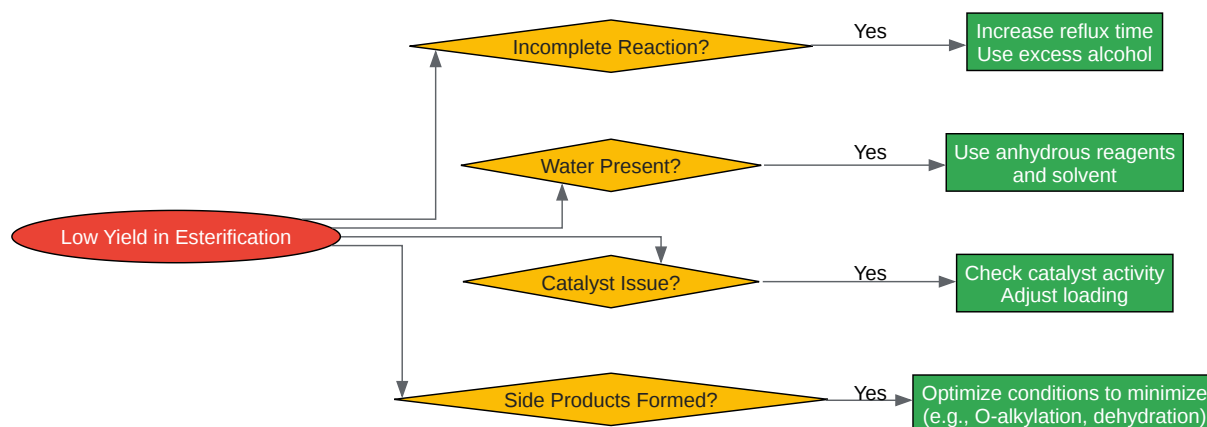 Incomplete Reaction?
Yes
Increase reflux time
Use excess alcohol
Water Present?
Yes
Use anhydrous reagents
and solvent
Low Yield in Esterification
Catalyst Issue?
Yes
Check catalyst activity
Adjust loading
Side Products Formed?
Yes
Optimize conditions to minimize
(e.g., O-alkylation, dehydration)